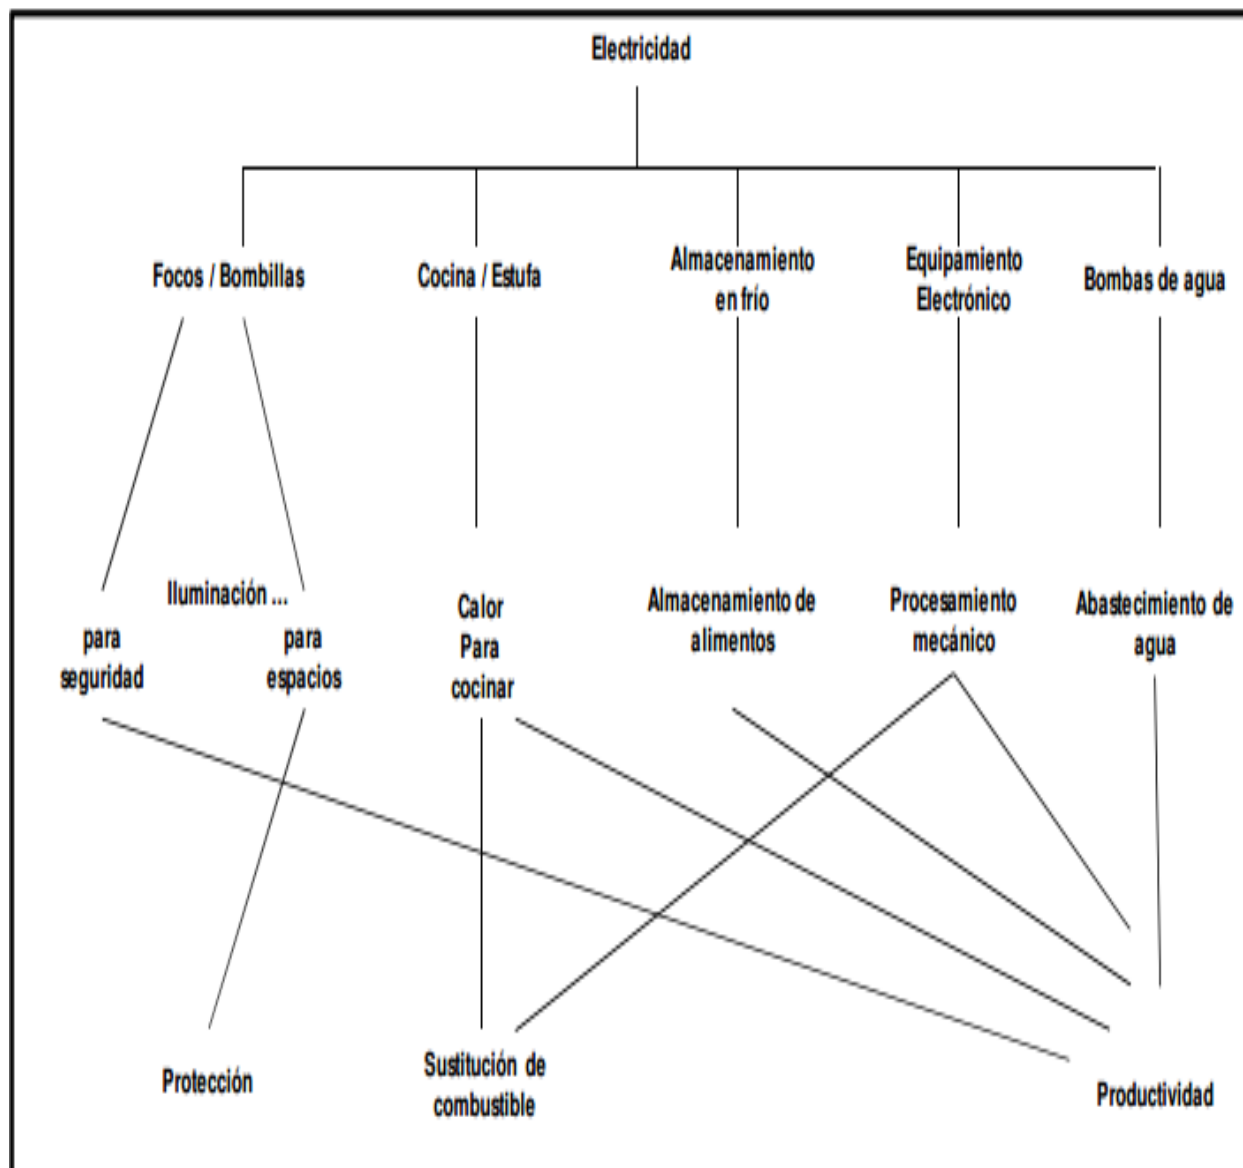 Electricidad
Focos / Bombillas
Cocina / Estufa
Almacenamiento
en frío
Equipamiento
Electrónico
Bombas de agua
Iluminación ...
para
seguridad
para
espacios
Calor
Para
cocinar
Almacenamiento de
alimentos
Procesamiento
mecánico
Abastecimiento de
agua
Protección
Sustitución de
combustible
Productividad